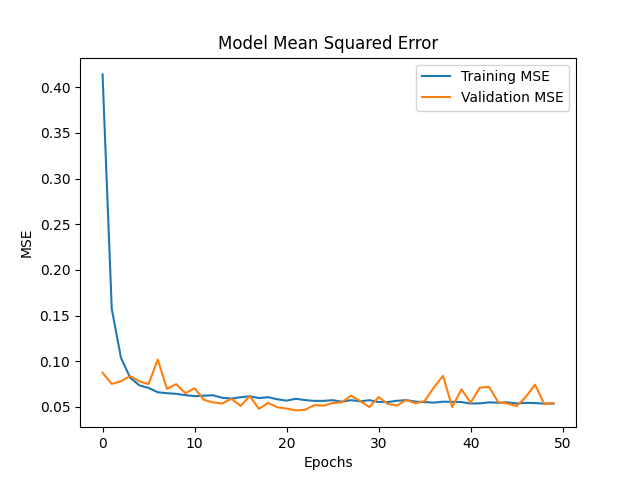 Model Mean Squared Error
Training MSE
Validation MSE
MSE
0.40
0.35
0.30
0.25
0.20
0.15
0.10
0.05
0 10 20 30 40 50
Epochs